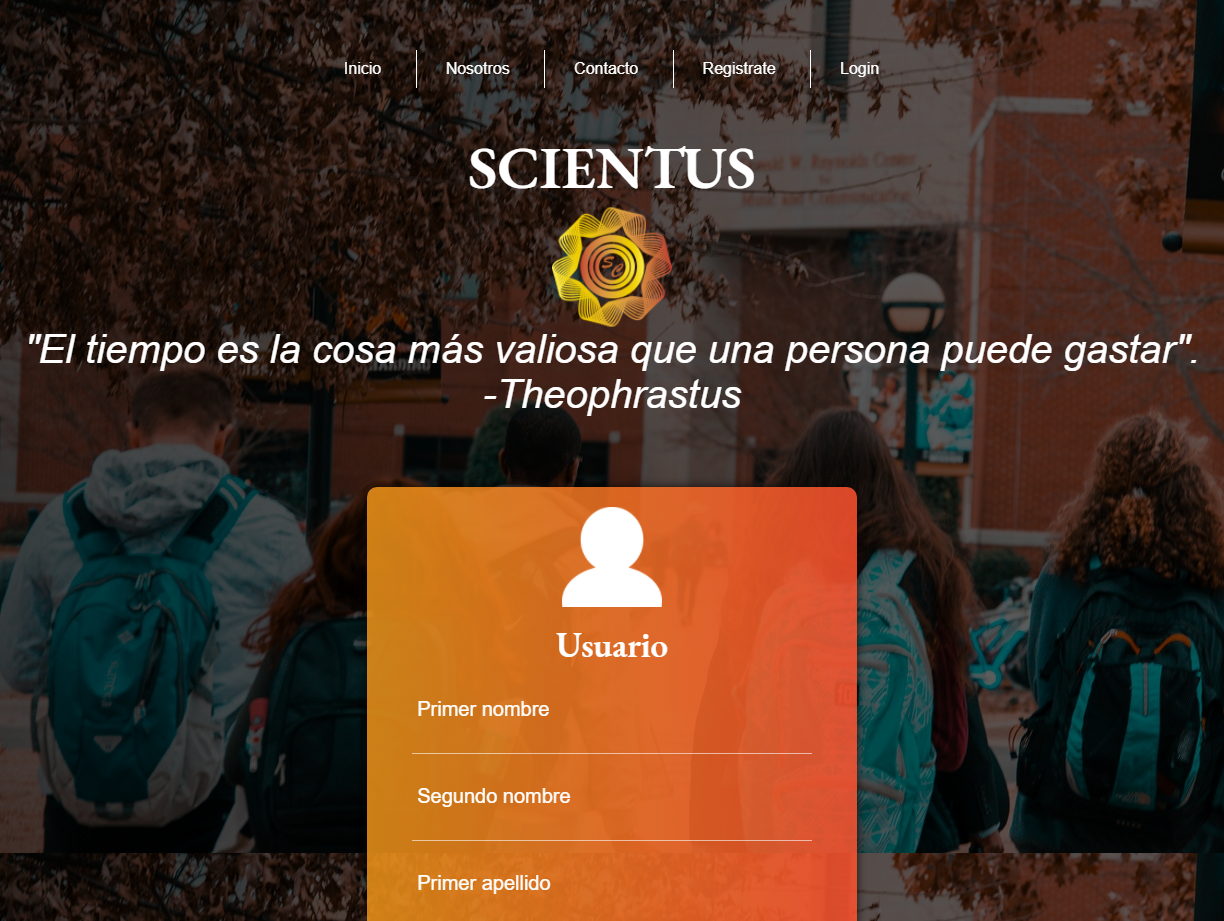 Inicio
Nosotros
Contacto
Registrate
Login
SCIENTUS
"El tiempo es la cosa más valiosa que una persona puede gastar".
-Theophrastus
Usuario
Primer nombre
Segundo nombre
Primer apellido